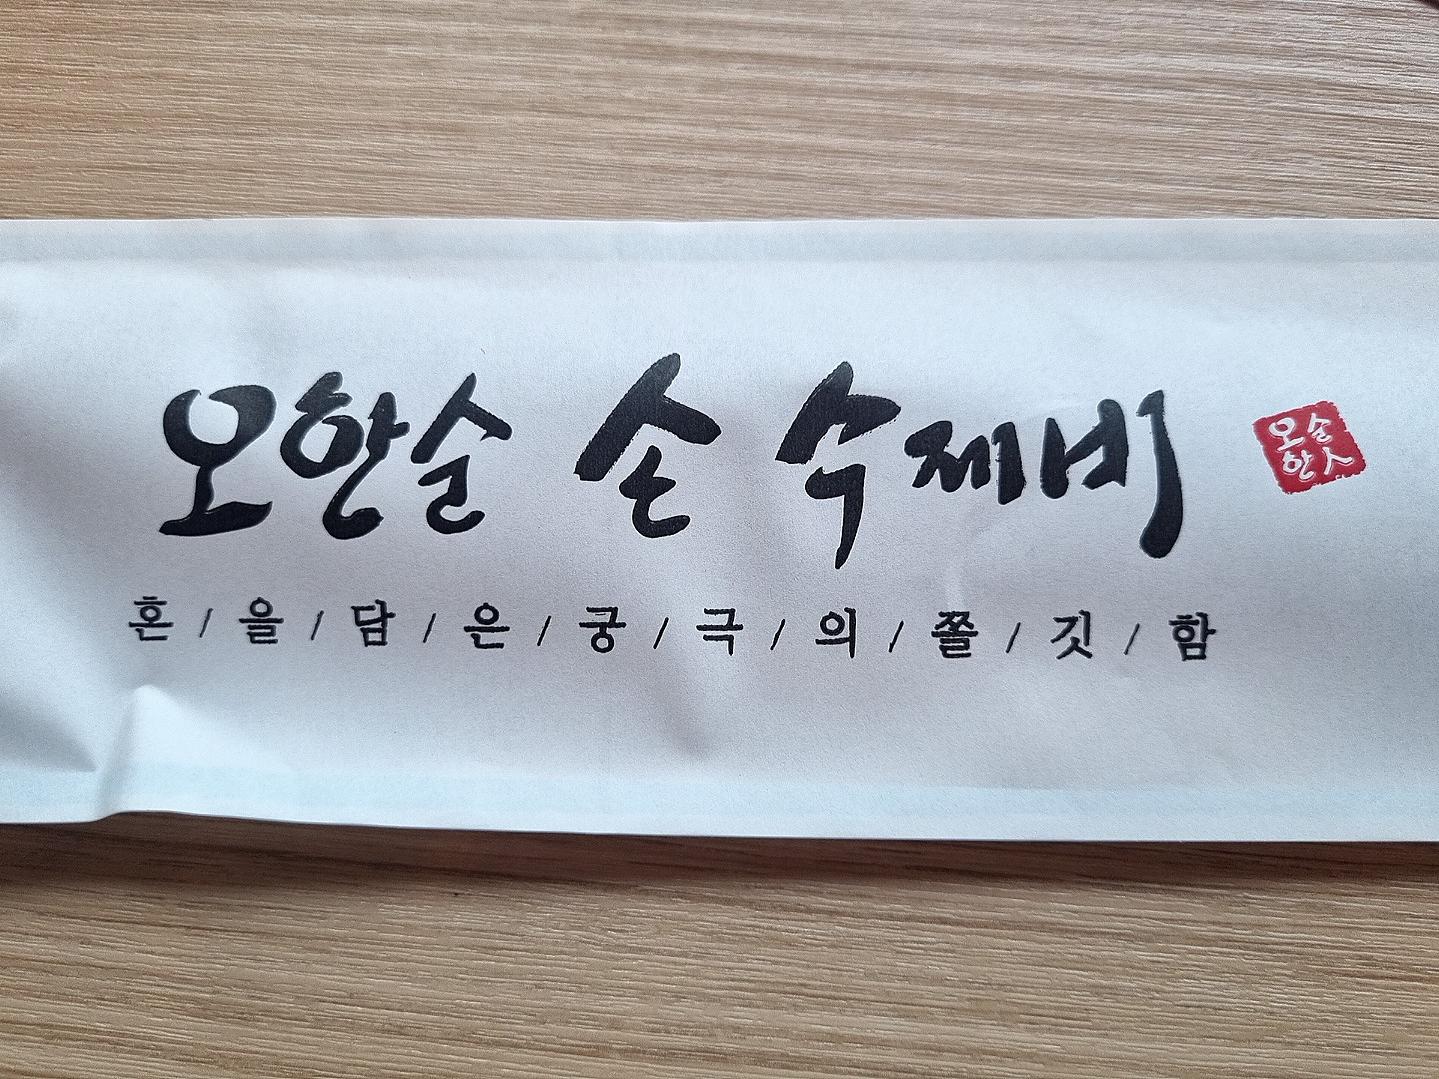 오한순 손 수제비
오순
한人
혼/을/담/은/궁/극/의/쫄/깃/함